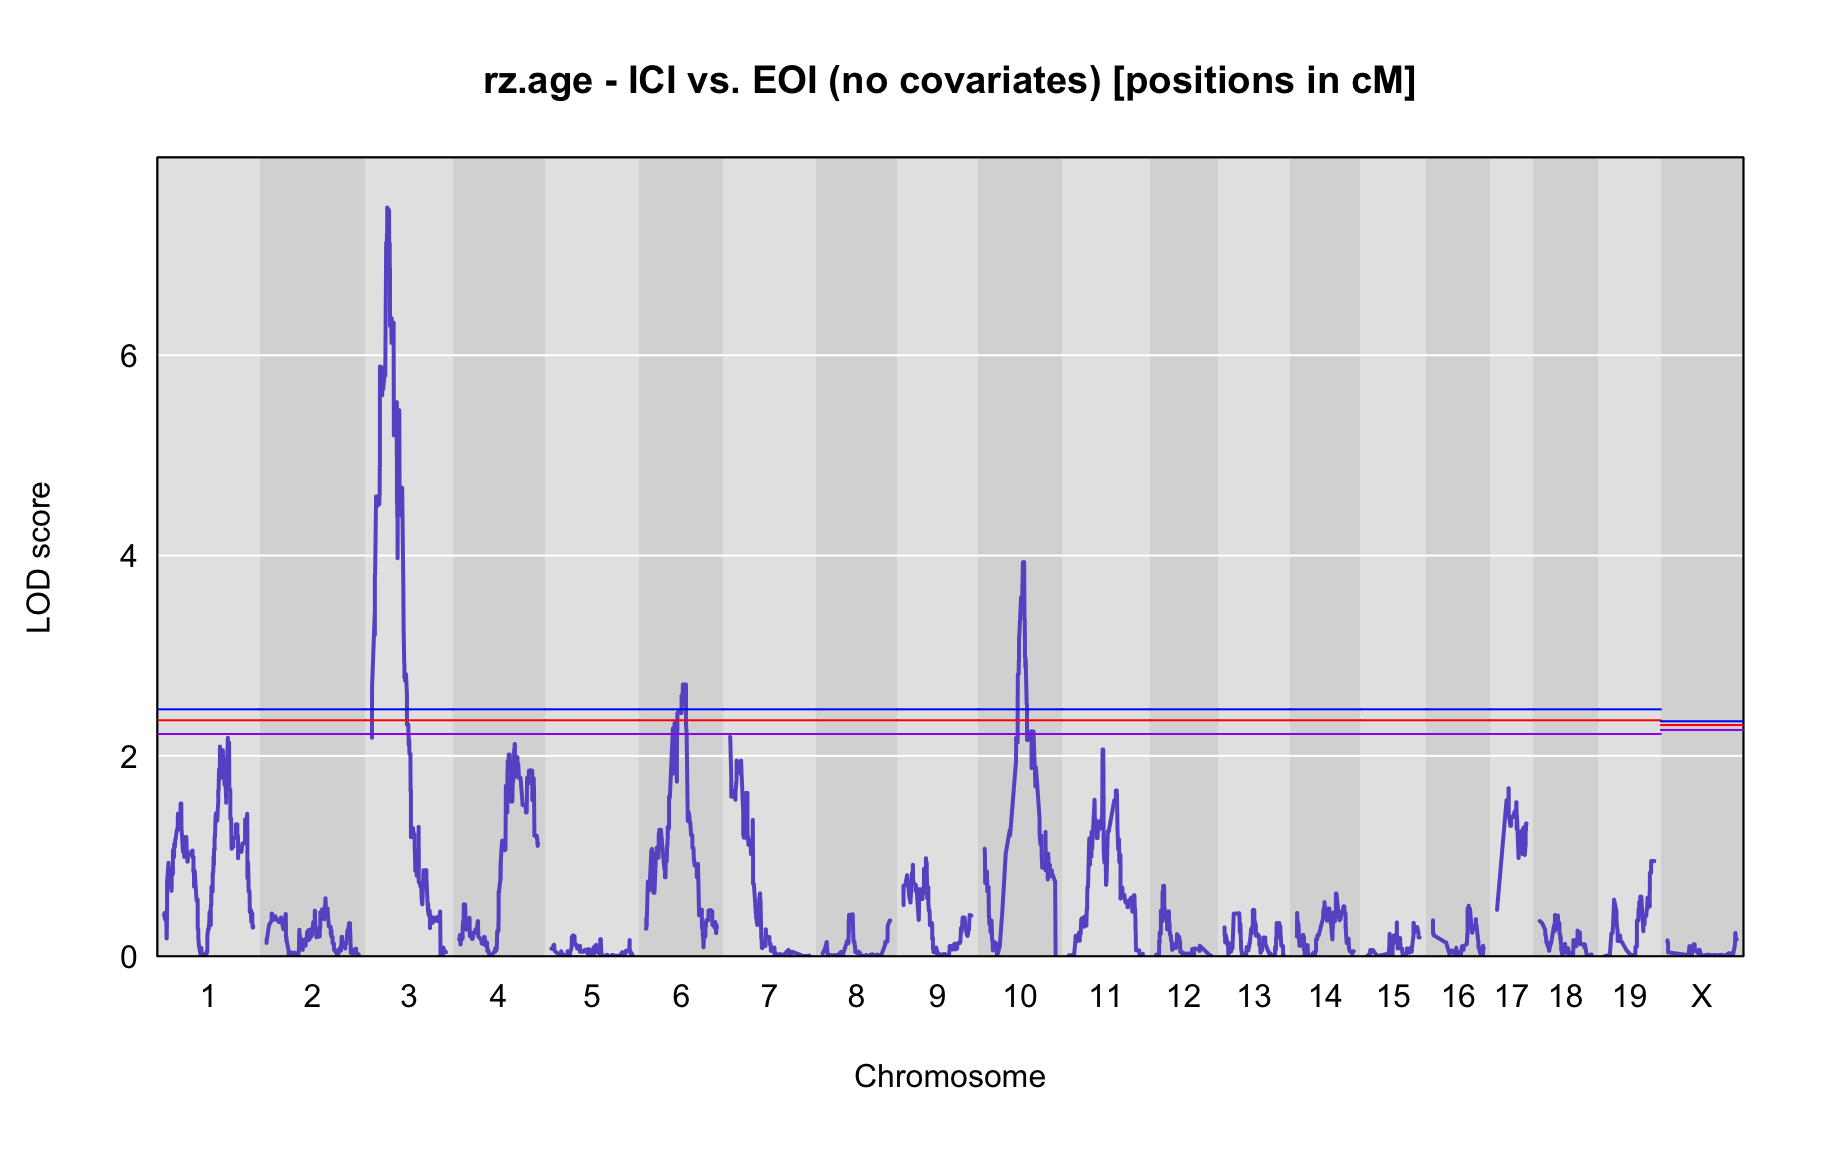 rz.age - ICI vs. EOI (no covariates) [positions in cM]
LOD score
6
4
2
0
1 2 3 4 5 6 7 8 9 10 11 12 13 14 15 16 17 18 19 X
Chromosome